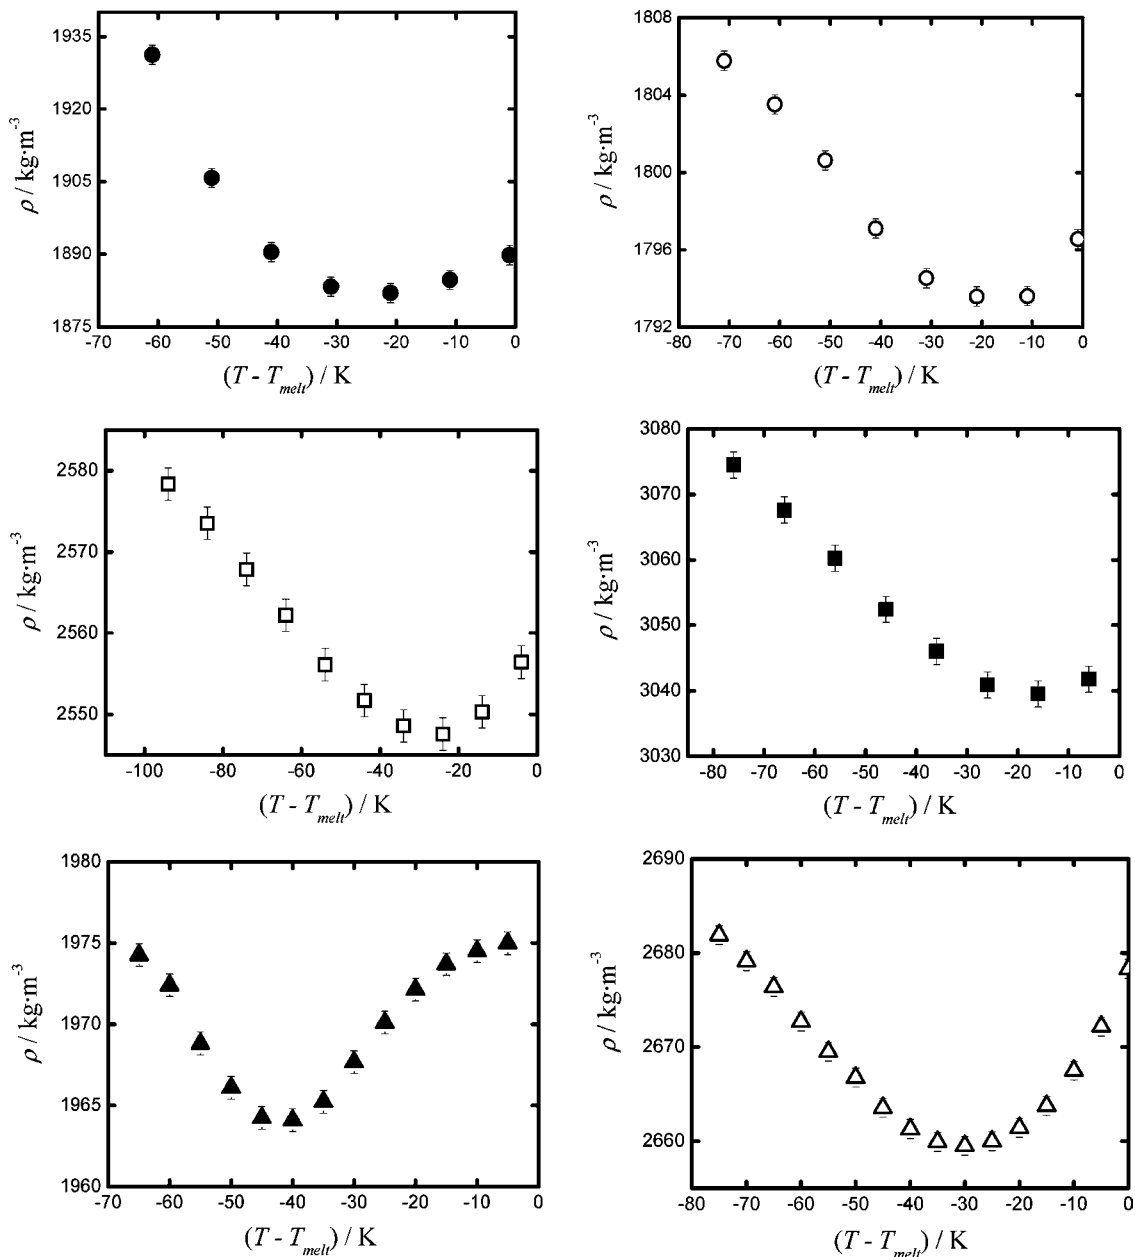 1935
1920
1905
1890
1875
ρ / kg·m⁻³
-70 -60 -50 -40 -30 -20 -10 0
(T - Tmelt) / K
1808
1804
1800
1796
1792
ρ / kg·m⁻³
-80 -70 -60 -50 -40 -30 -20 -10 0
(T - Tmelt) / K
2580
2570
2560
2550
ρ / kg·m⁻³
-100 -80 -60 -40 -20 0
(T - Tmelt) / K
3080
3070
3060
3050
3040
3030
ρ / kg·m⁻³
-80 -70 -60 -50 -40 -30 -20 -10 0
(T - Tmelt) / K
1980
1975
1970
1965
1960
ρ / kg·m⁻³
-70 -60 -50 -40 -30 -20 -10 0
(T - Tmelt) / K
2690
2680
2670
2660
ρ / kg·m⁻³
-80 -70 -60 -50 -40 -30 -20 -10 0
(T - Tmelt) / K